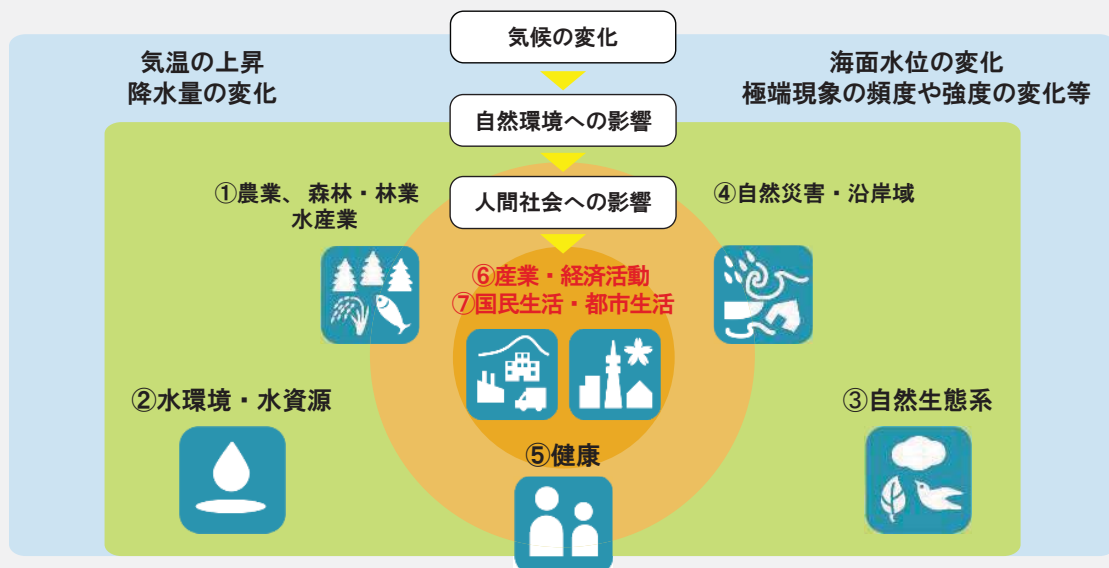 気候の変化
気温の上昇
降水量の変化
海面水位の変化
極端現象の頻度や強度の変化等
自然環境への影響
人間社会への影響
①農業、森林・林業
水産業
④自然災害・沿岸域
⑥産業・経済活動
⑦国民生活・都市生活
②水環境・水資源
③自然生態系
⑤健康